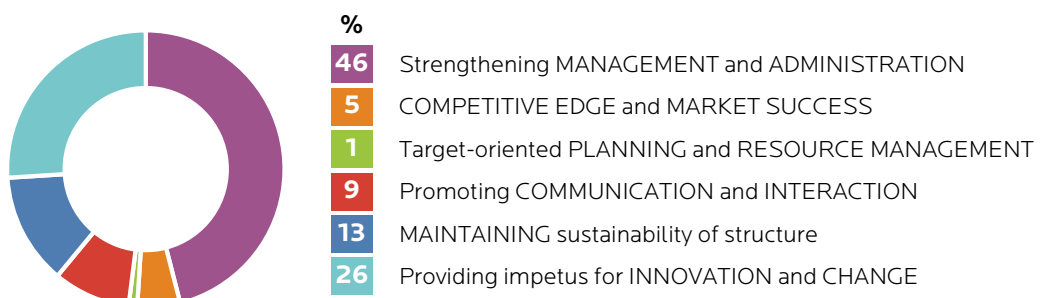 %
46 Strengthening MANAGEMENT and ADMINISTRATION
5 COMPETITIVE EDGE and MARKET SUCCESS
1 Target-oriented PLANNING and RESOURCE MANAGEMENT
9 Promoting COMMUNICATION and INTERACTION
13 MAINTAINING sustainability of structure
26 Providing impetus for INNOVATION and CHANGE